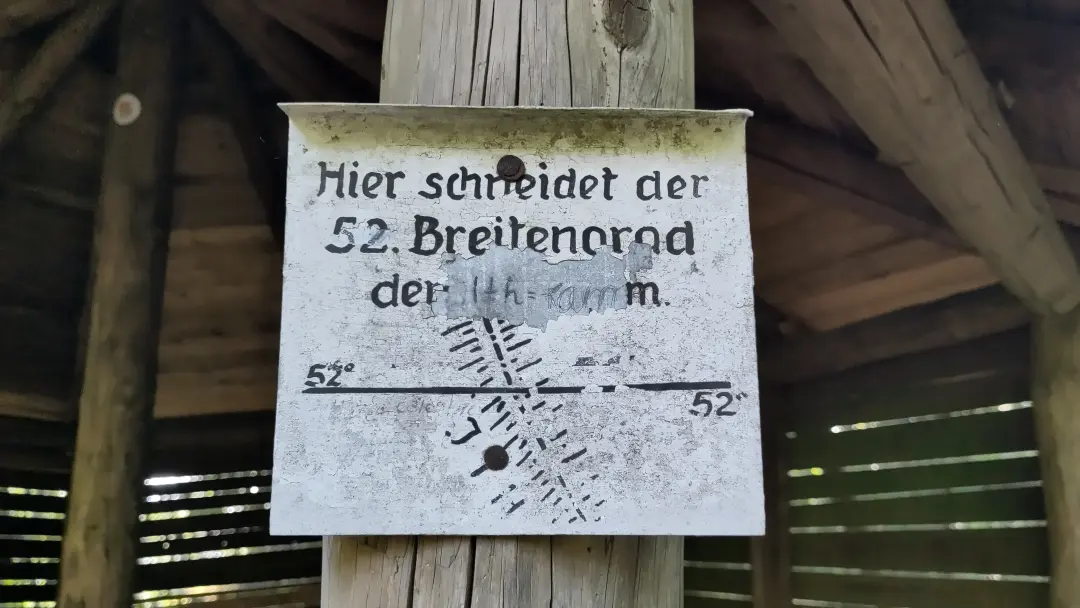 Hier schneidet der
52. Breitengrad
der Ith-Kamm.
52°
52°